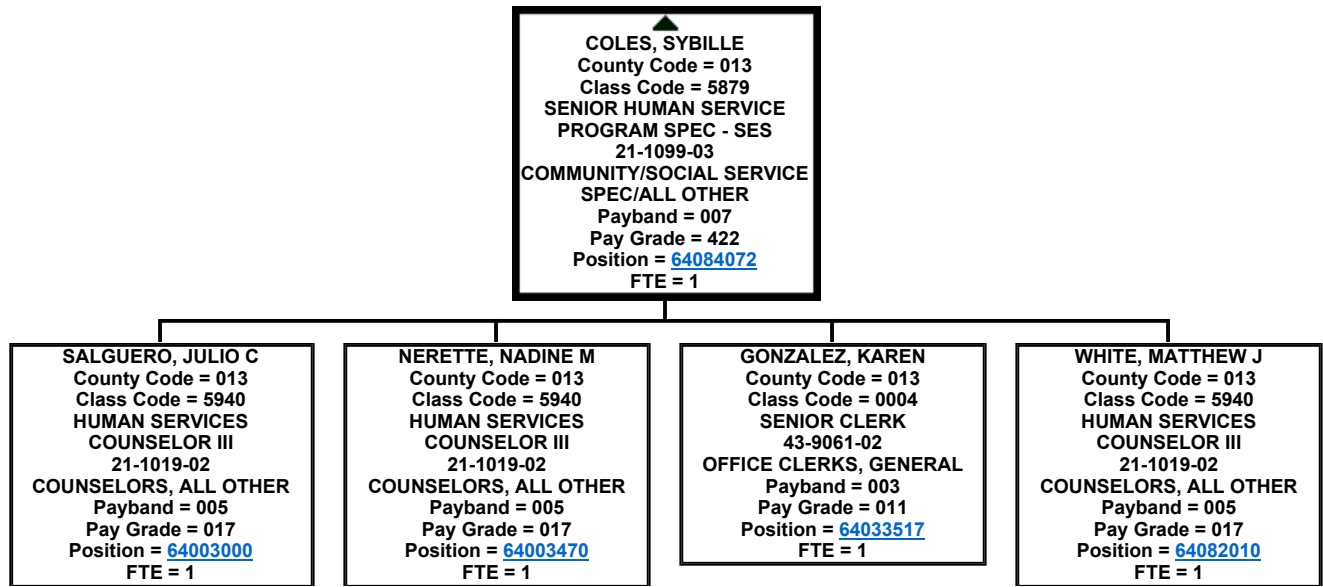 COLES, SYBILLE
County Code = 013
Class Code = 5879
SENIOR HUMAN SERVICE
PROGRAM SPEC - SES
21-1099-03
COMMUNITY/SOCIAL SERVICE
SPEC/ALL OTHER
Payband = 007
Pay Grade = 422
Position = 64084072
FTE = 1
SALGUERO, JULIO C
County Code = 013
Class Code = 5940
HUMAN SERVICES
COUNSELOR III
21-1019-02
COUNSELORS, ALL OTHER
Payband = 005
Pay Grade = 017
Position = 64003000
FTE = 1
NERETTE, NADINE M
County Code = 013
Class Code = 5940
HUMAN SERVICES
COUNSELOR III
21-1019-02
COUNSELORS, ALL OTHER
Payband = 005
Pay Grade = 017
Position = 64003470
FTE = 1
GONZALEZ, KAREN
County Code = 013
Class Code = 0004
SENIOR CLERK
43-9061-02
OFFICE CLERKS, GENERAL
Payband = 003
Pay Grade = 011
Position = 64033517
FTE = 1
WHITE, MATTHEW J
County Code = 013
Class Code = 5940
HUMAN SERVICES
COUNSELOR III
21-1019-02
COUNSELORS, ALL OTHER
Payband = 005
Pay Grade = 017
Position = 64082010
FTE = 1